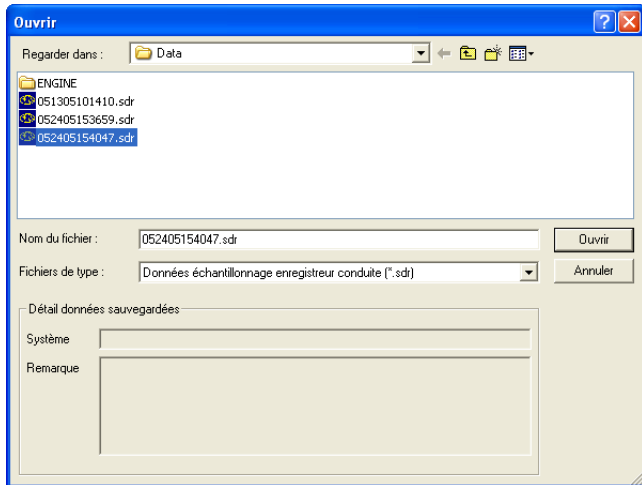 Ouvrir
Regarder dans :
Data
ENGINE
051305101410.sdr
052405153659.sdr
052405154047.sdr
Nom du fichier :
052405154047.sdr
Ouvrir
Fichiers de type :
Données échantillonnage enregistreur conduite (*.sdr)
Annuler
Détail données sauvegardées
Système
Remarque